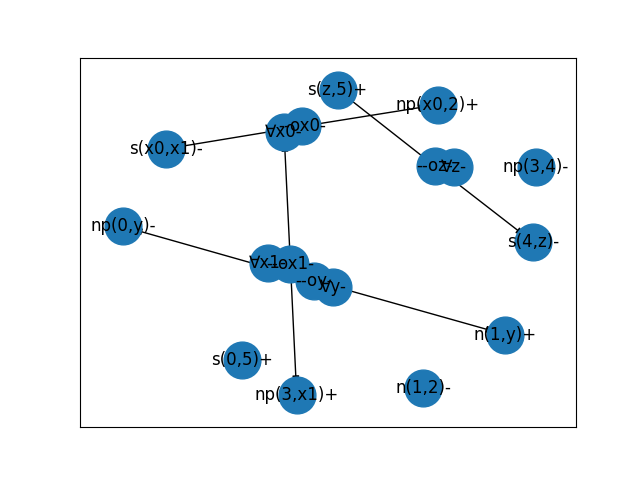 s(z,5)+
np(x0,2)+
--ox0-
∀x0-
s(x0,x1)-
--oz-
∀z-
np(3,4)-
np(0,y)-
s(4,z)-
∀x1-
--ox1-
--oy-
∀y-
n(1,y)+
s(0,5)+
n(1,2)-
np(3,x1)+